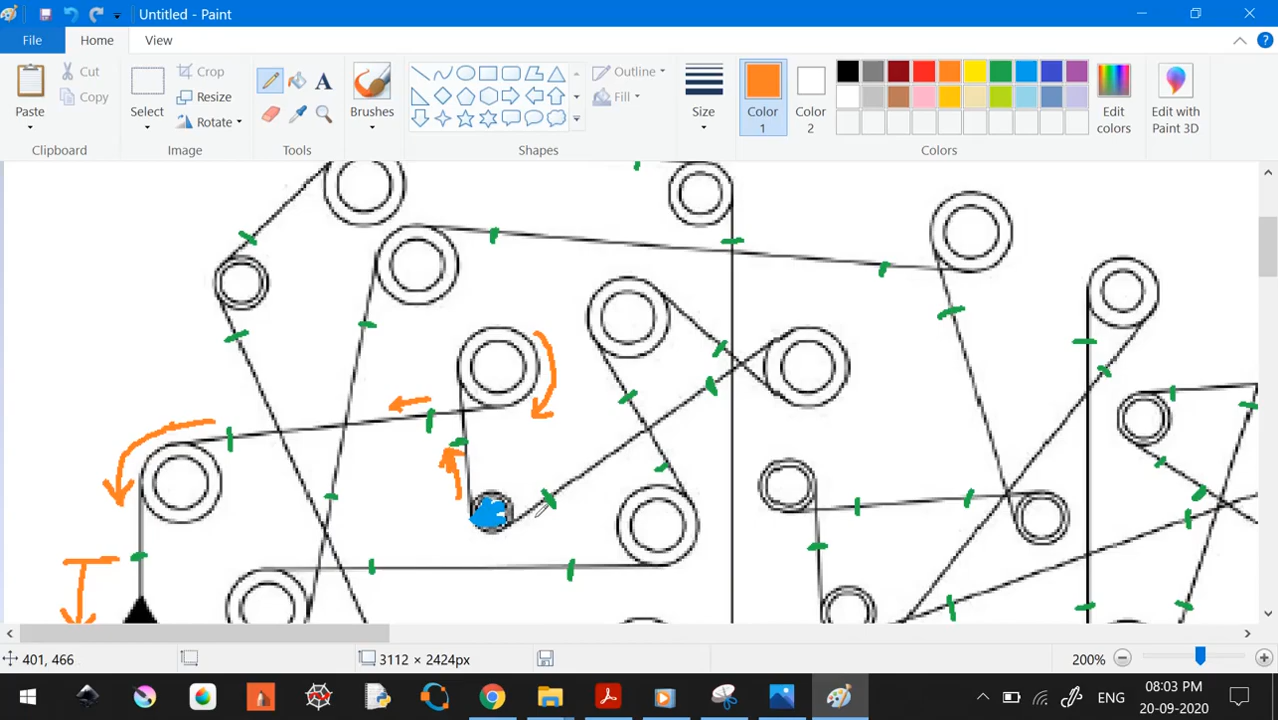 Untitled - Paint
File
Home
View
Paste
Cut
Copy
Clipboard
Select
Crop
Resize
Rotate
Image
A
Tools
Brushes
Outline
Fill
Shapes
Size
Color 1
Color 2
Edit colors
Edit with Paint 3D
Colors
401, 466
3112 × 2424px
200%
ENG
08:03 PM
20-09-2020